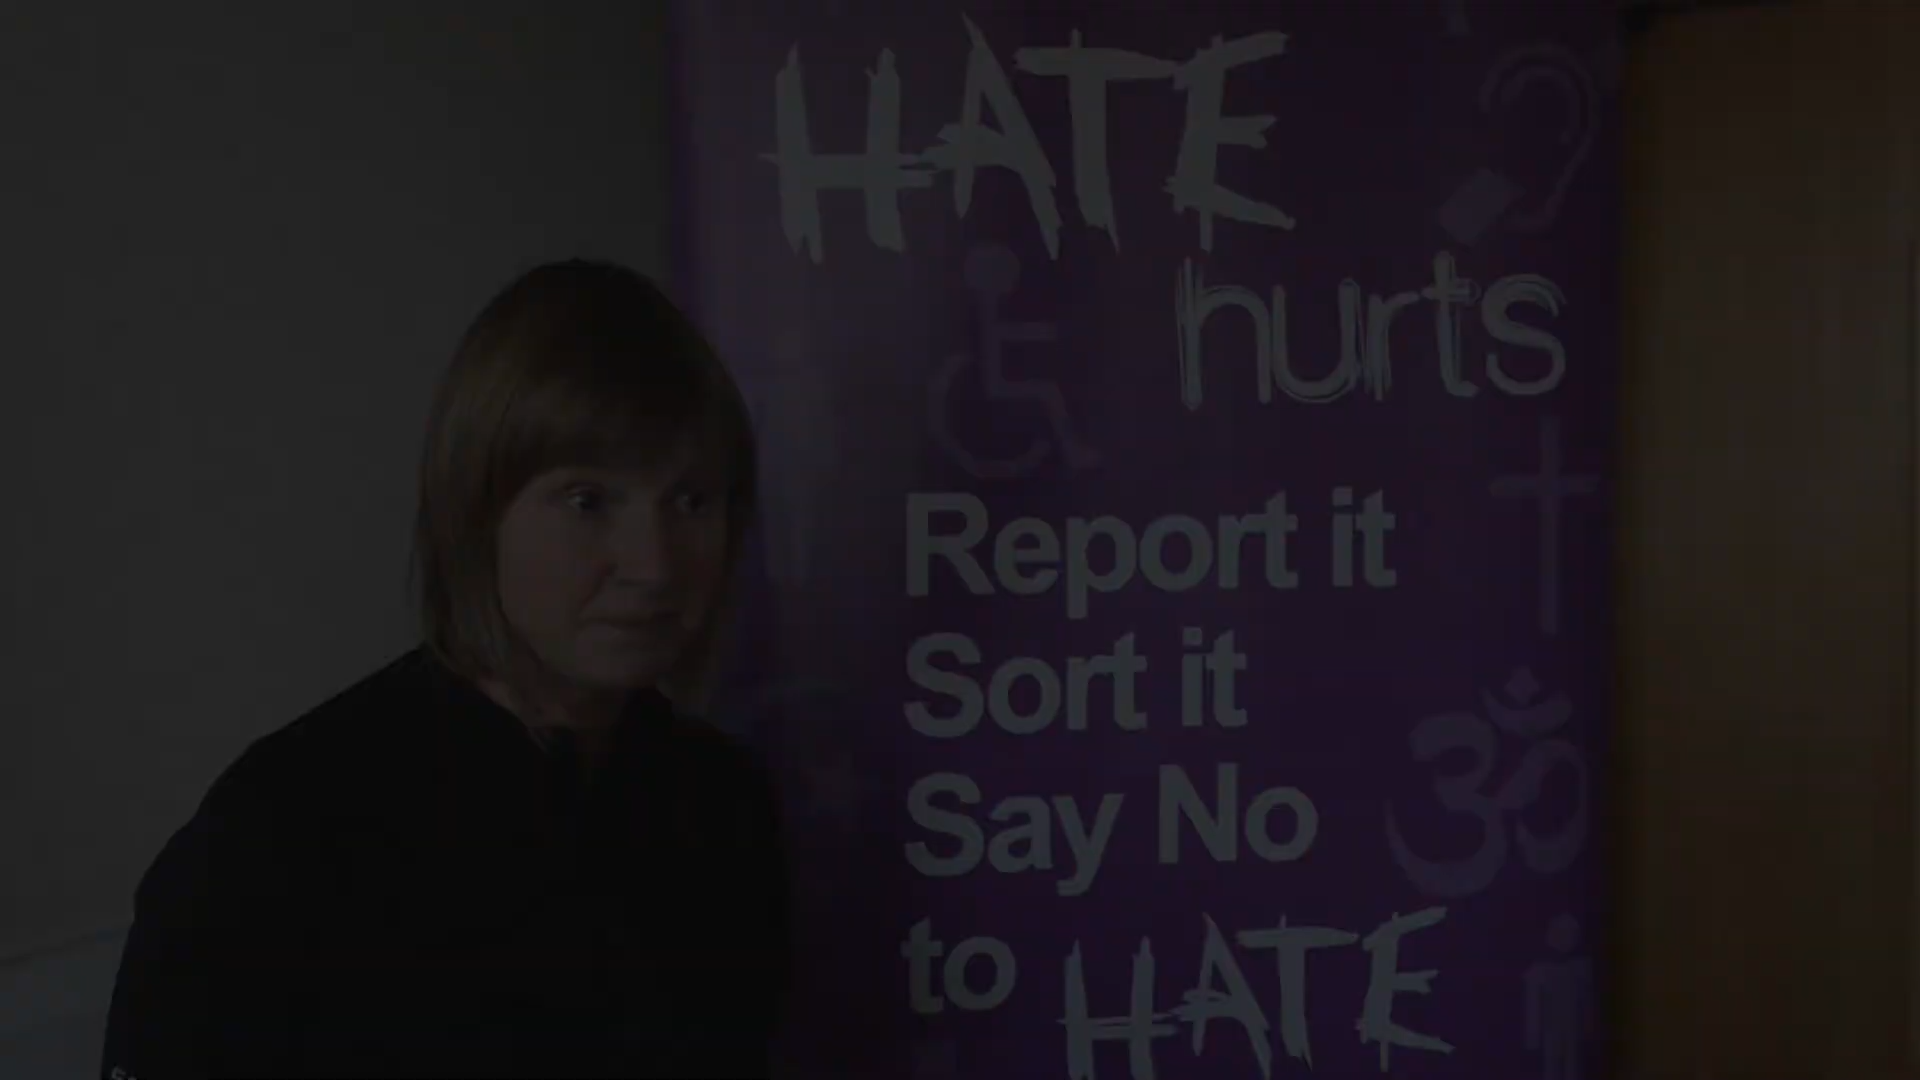 HATE
hurts
Report it
Sort it
Say No
to HATE